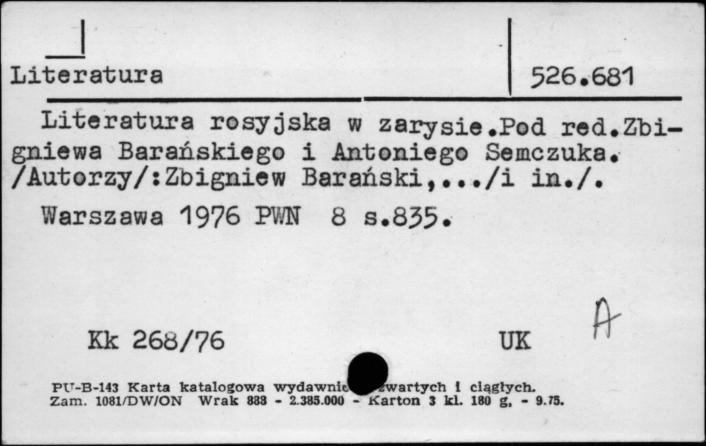 Literatura
526.681
Literatura rosyjska w zarysie.Pod red.Zbi-
gniewa Barańskiego i Antoniego Semczuka.
/Autorzy/:Zbigniew Barański,.../i in./.
Warszawa 1976 PWN 8 s.835.
A
Kk 268/76 UK
PU-B-143 Karta katalogowa wydawnic zwartych i ciągłych.
Zam. 1081/DW/ON Wrak 888 - 2.385.000 - Karton 3 kl. 180 g, - 9.75.